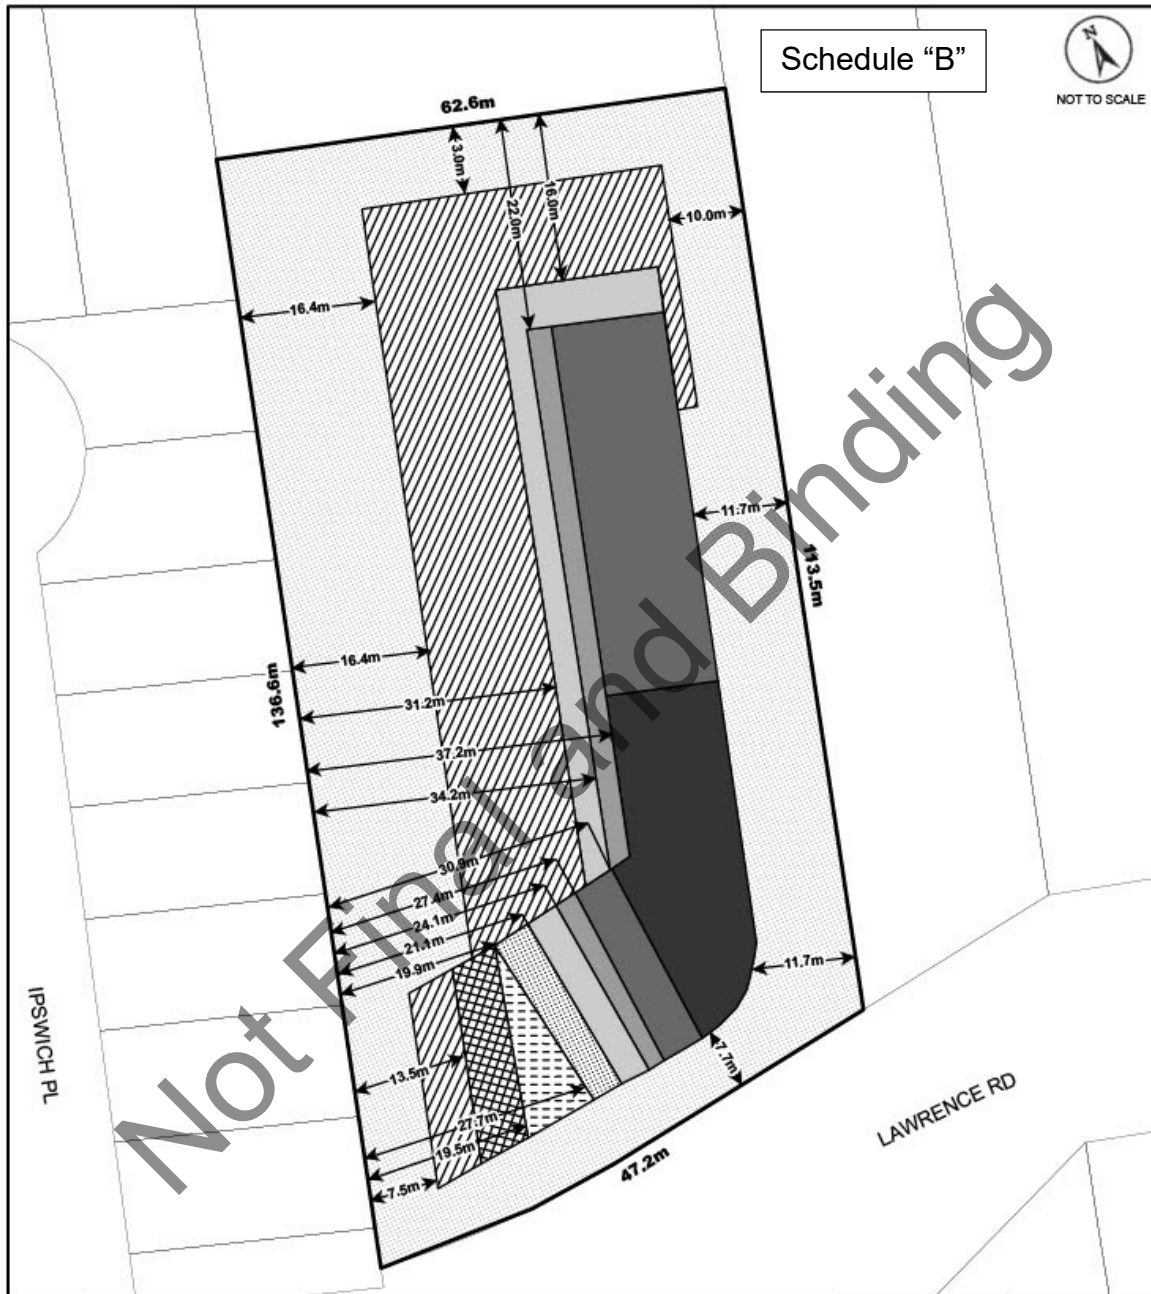 Schedule “B”
N
NOT TO SCALE
62.6m
3.0m
22.0m
16.0m
10.0m
16.4m
11.7m
113.5m
16.4m
136.6m
31.2m
37.2m
34.2m
30.9m
27.4m
24.1m
21.1m
19.9m
11.7m
IPSWICH PL
13.5m
7.7m
27.7m
19.5m
7.5m
47.2m
LAWRENCE RD
Not Final and Binding